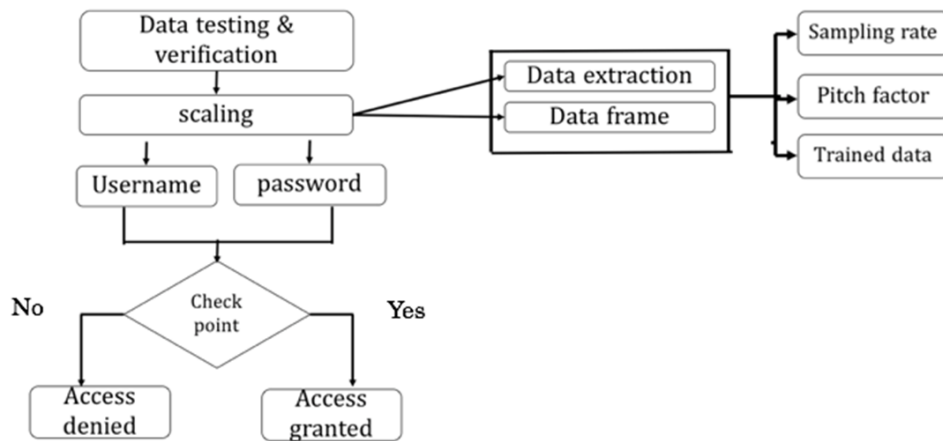 Data testing &
verification
scaling
Username
password
Check
point
No
Yes
Access
denied
Access
granted
Data extraction
Data frame
Sampling rate
Pitch factor
Trained data